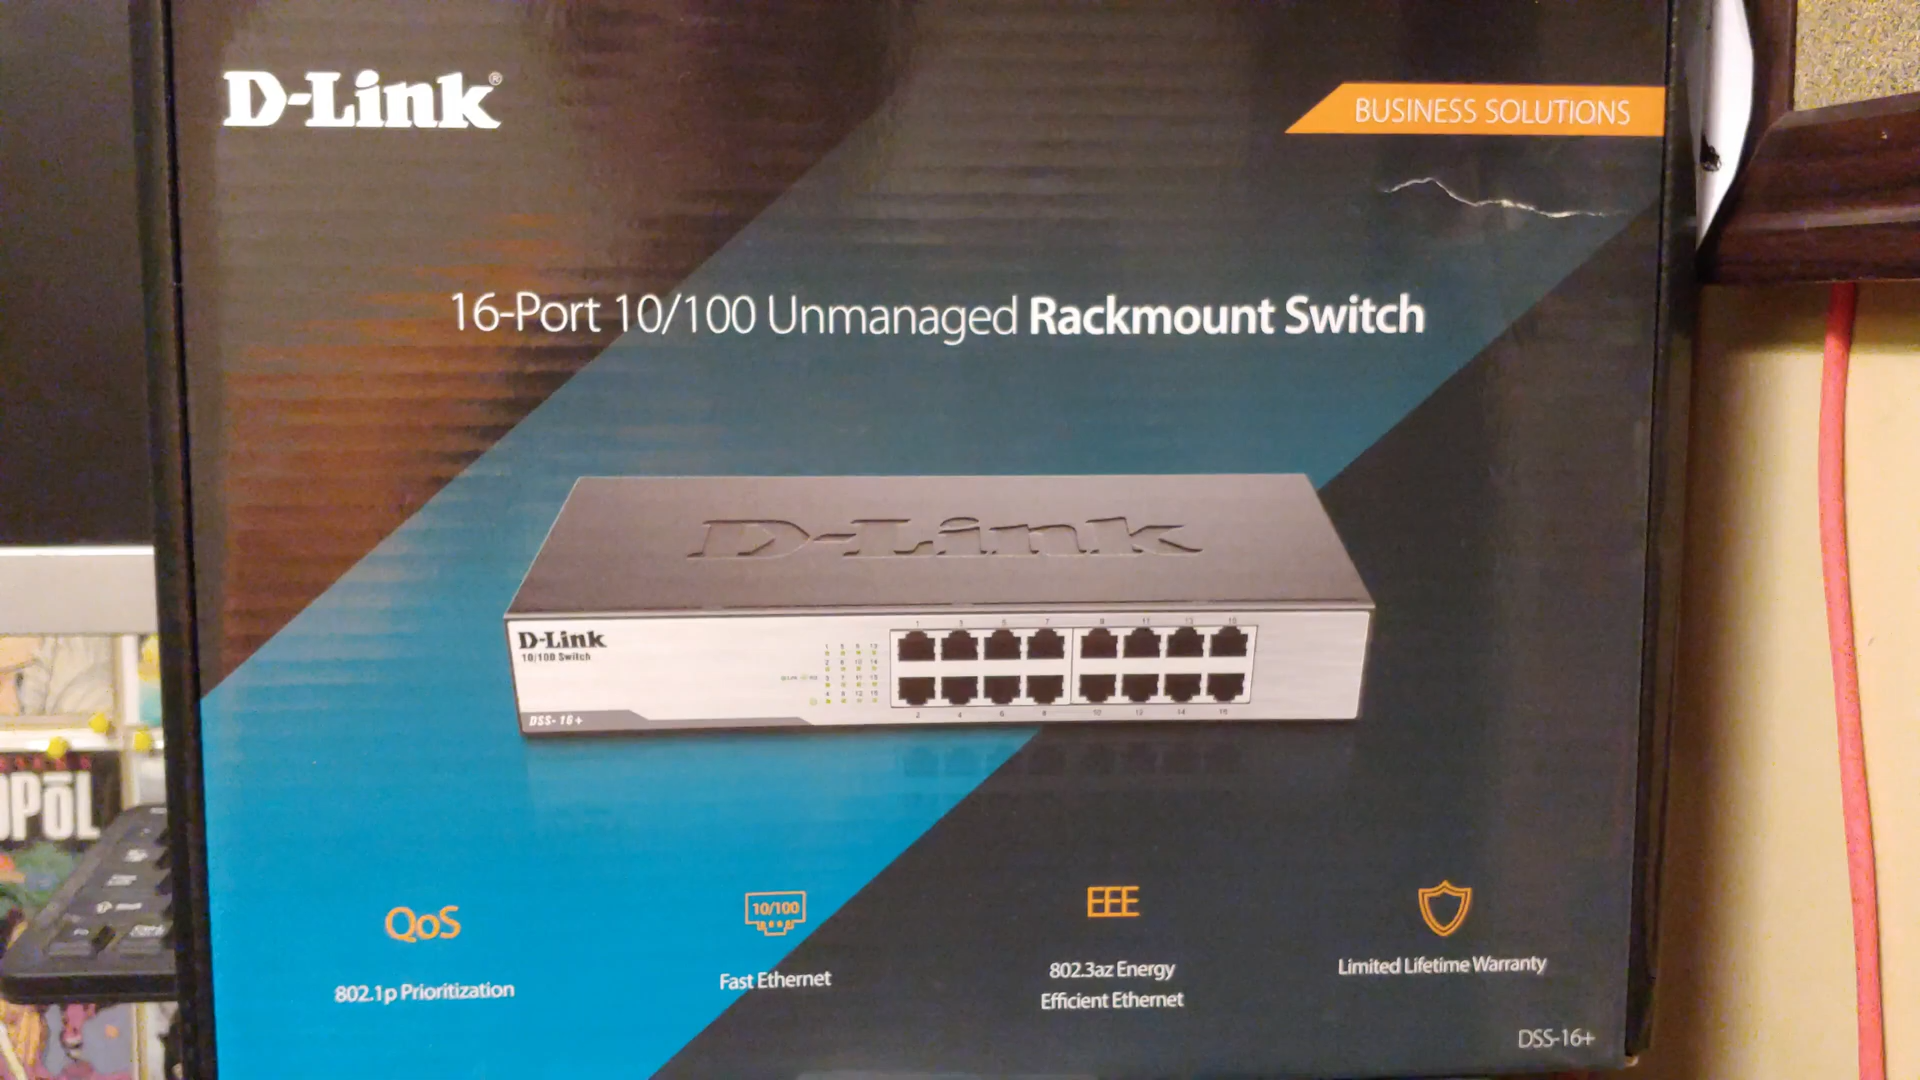 D-Link®
BUSINESS SOLUTIONS
16-Port 10/100 Unmanaged Rackmount Switch
D-Link
D-Link
10/100 Switch
DSS-16+
QoS
802.1p Prioritization
10/100
Fast Ethernet
EEE
802.3az Energy
Efficient Ethernet
Limited Lifetime Warranty
DSS-16+